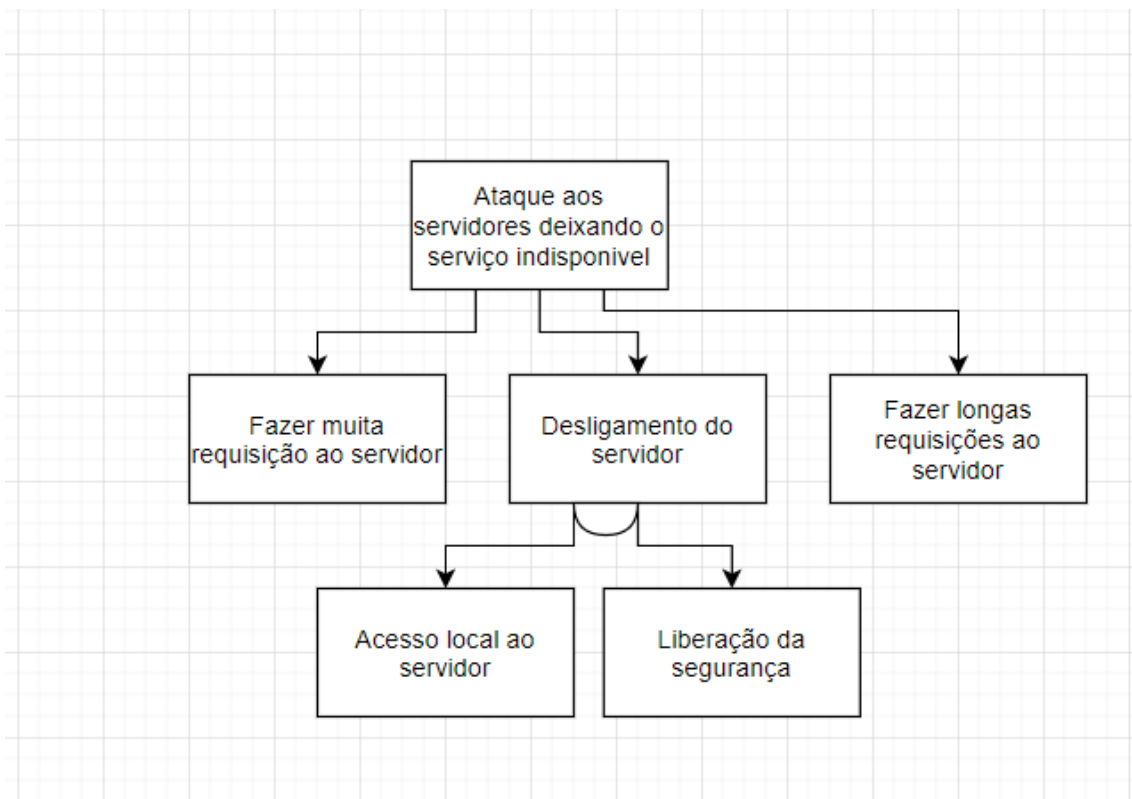 Ataque aos
servidores deixando o
serviço indisponivel
Fazer muita
requisição ao servidor
Desligamento do
servidor
Fazer longas
requisições ao
servidor
Acesso local ao
servidor
Liberação da
segurança